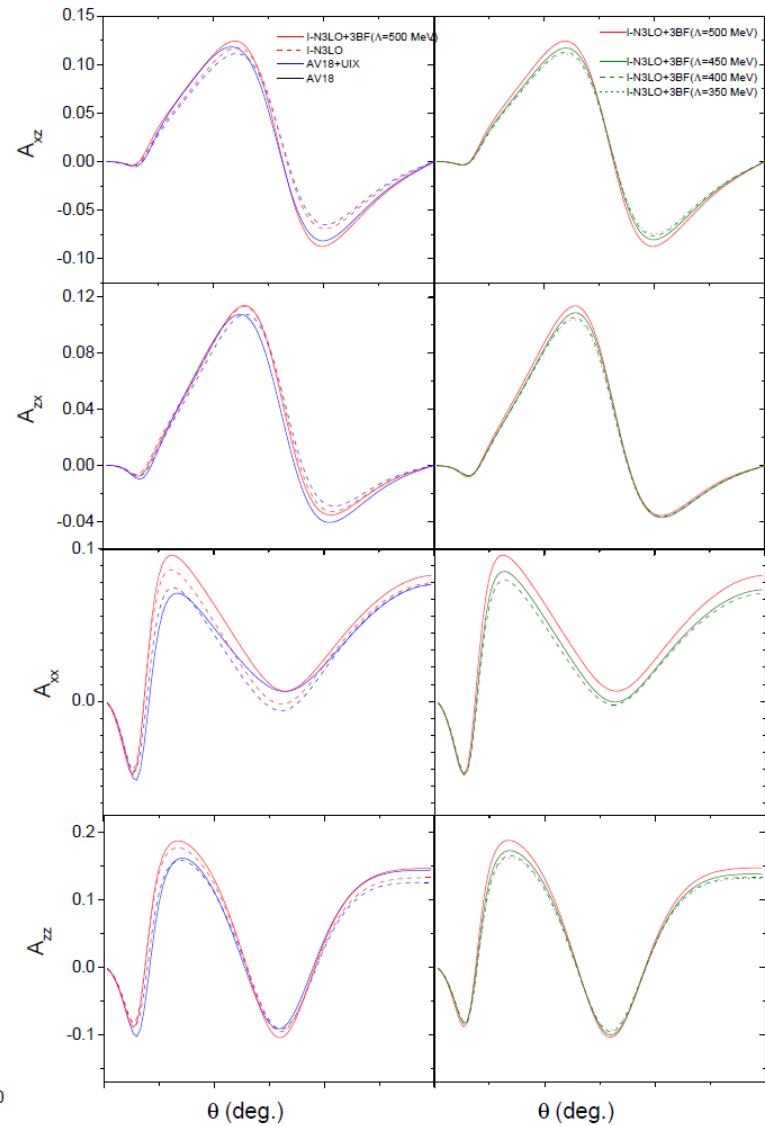 I-N3LO+3BF(Λ=500 MeV)
I-N3LO
AV18+UIX
AV18
I-N3LO+3BF(Λ=500 MeV)
I-N3LO+3BF(Λ=450 MeV)
I-N3LO+3BF(Λ=400 MeV)
I-N3LO+3BF(Λ=350 MeV)
0.15
0.10
0.05
0.00
-0.05
-0.10
Axz
0.12
0.08
0.04
0.00
-0.04
Azx
0.1
0.0
Axx
0.2
0.1
0.0
-0.1
Azz
0
θ (deg.)
θ (deg.)